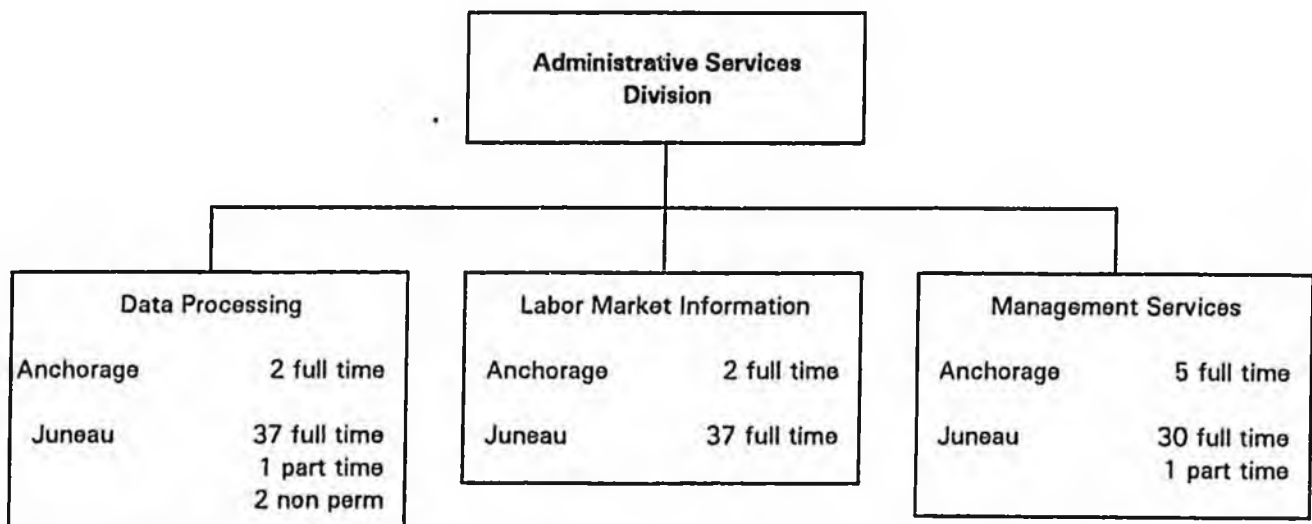 Administrative Services
Division
Data Processing
Anchorage 2 full time
Juneau 37 full time
1 part time
2 non perm
Labor Market Information
Anchorage 2 full time
Juneau 37 full time
Management Services
Anchorage 5 full time
Juneau 30 full time
1 part time